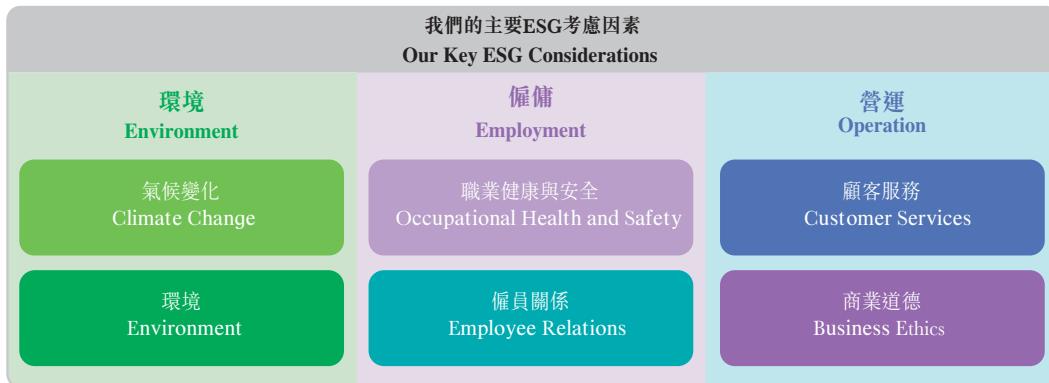 我們的主要ESG考慮因素
Our Key ESG Considerations
環境
Environment
氣候變化
Climate Change
環境
Environment
僱傭
Employment
職業健康與安全
Occupational Health and Safety
僱員關係
Employee Relations
營運
Operation
顧客服務
Customer Services
商業道德
Business Ethics